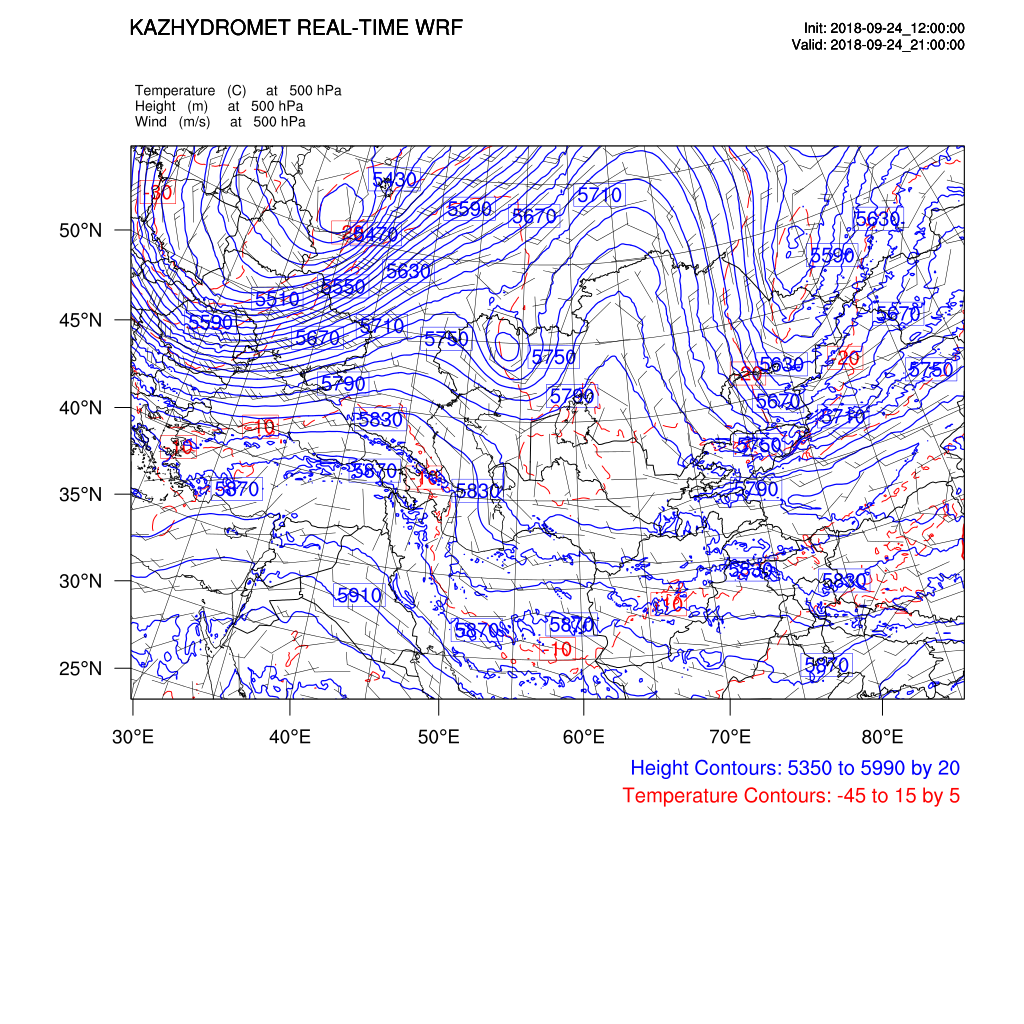 KAZHYDROMET REAL-TIME WRF
Init: 2018-09-24_12:00:00
Valid: 2018-09-24_21:00:00
Temperature (C) at 500 hPa
Height (m) at 500 hPa
Wind (m/s) at 500 hPa
5430
-30
5590
5710
5670
5630
50°N
5470
5590
5630
5550
5510
45°N
5590
5710
5670
5670
5750
5750
-20
5630
5750
-20
5790
5790
5670
40°N
5830
5710
-10
-10
5750
5870
-10
35°N
5870
5830
5790
30°N
5830
5830
5910
-10
5870
5870
-10
25°N
5870
30°E 40°E 50°E 60°E 70°E 80°E
Height Contours: 5350 to 5990 by 20
Temperature Contours: -45 to 15 by 5